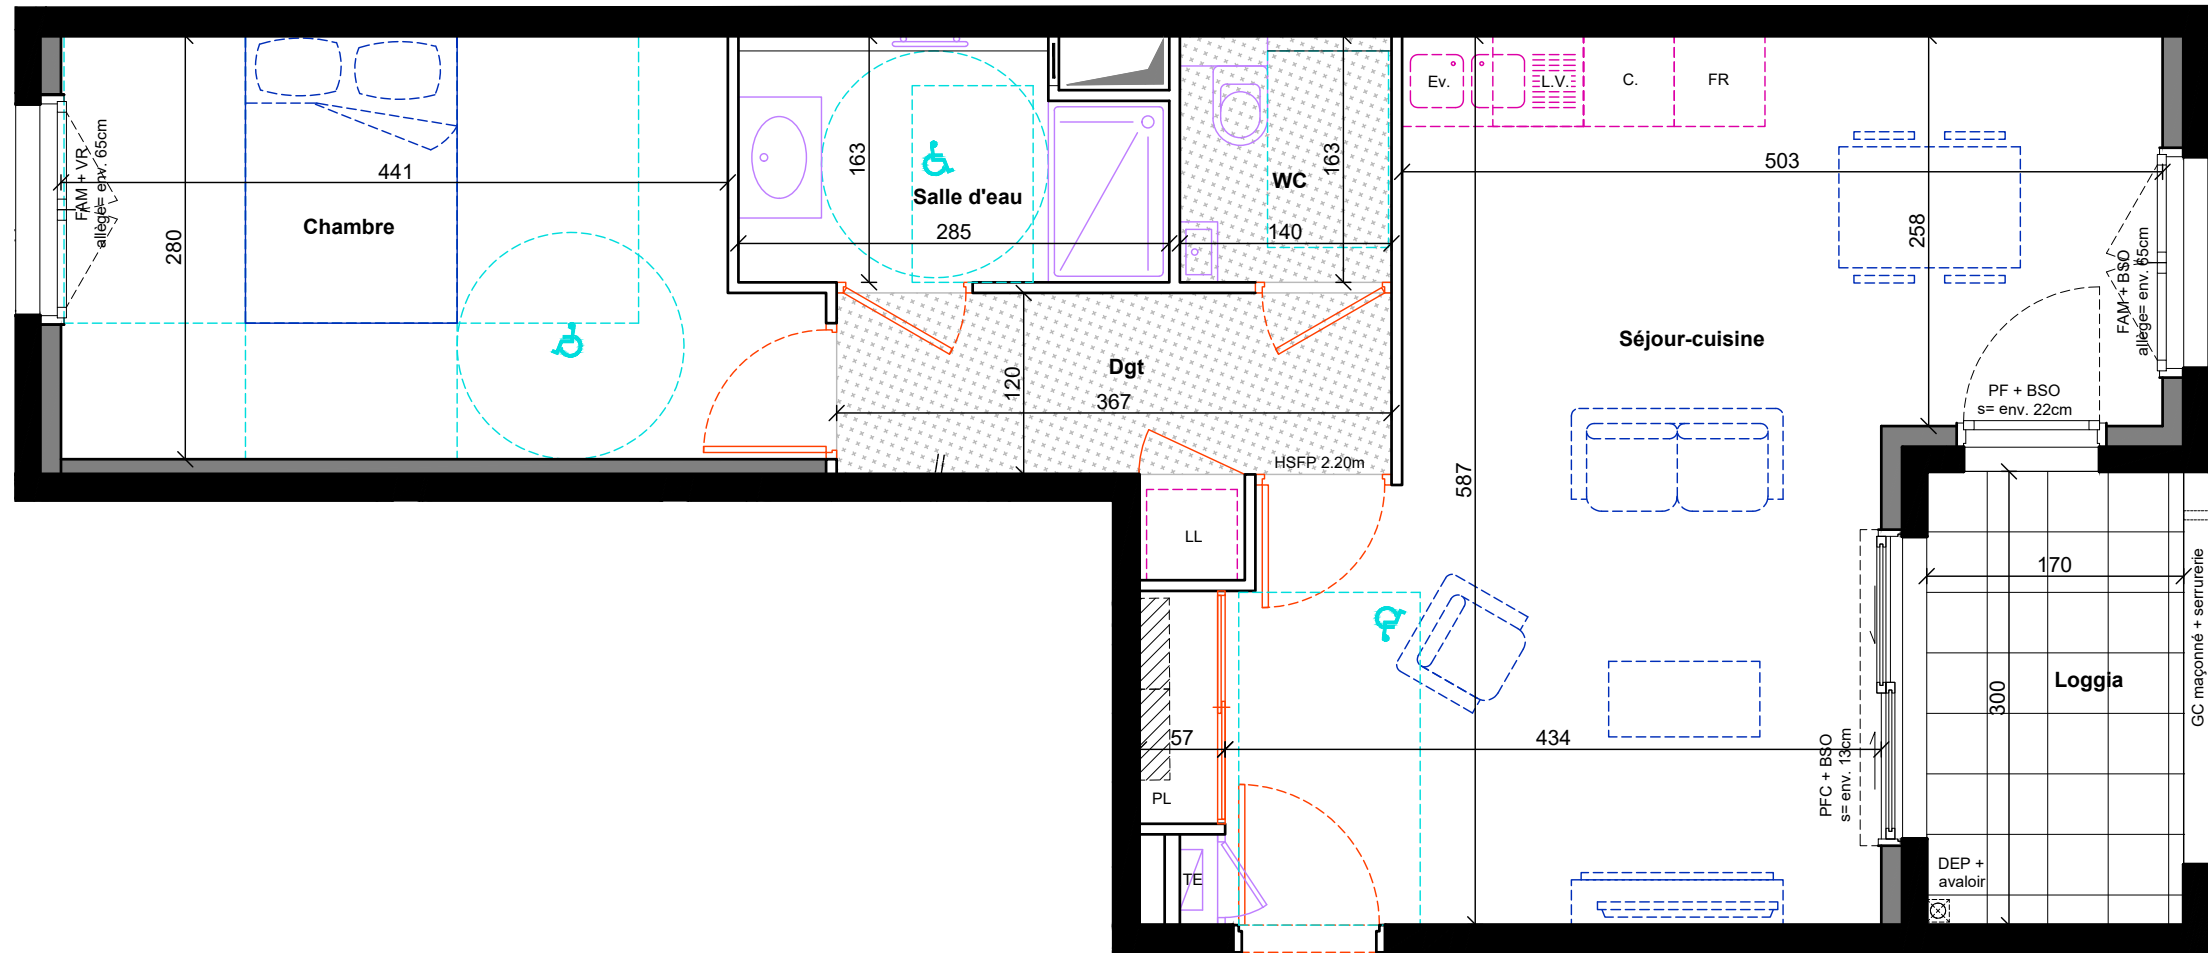 Ev.
L.V.
C.
FR
441
163
163
503
FAM + VR
allège= env. 65cm
Chambre
Salle d'eau
WC
280
285
140
258
FAM + BSO
allège= env. 65cm
Séjour-cuisine
Dgt
120
367
PF + BSO
s= env. 22cm
HSFP 2.20m
587
LL
170
GC maçonné + serrurerie
Loggia
300
57
434
PFC + BSO
s= env. 13cm
PL
TE
DEP +
avaloir